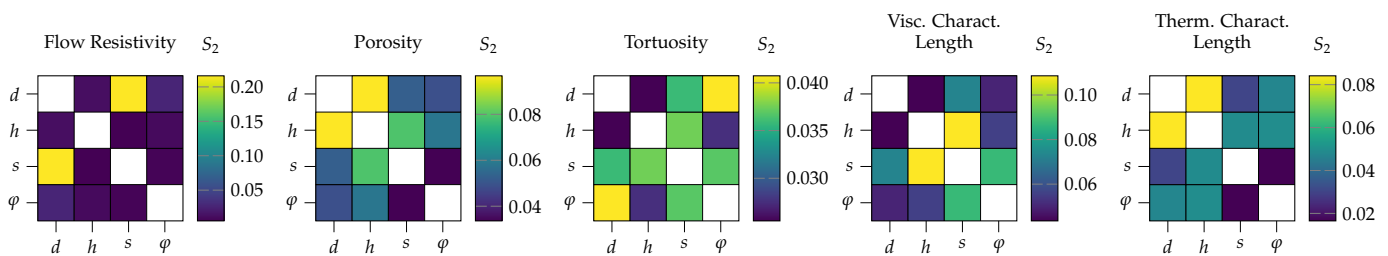 Flow Resistivity
S2
d
h
s
φ
d h s φ
0.20
0.15
0.10
0.05
Porosity
S2
d h s φ
0.08
0.06
0.04
Tortuosity
S2
d
h
s
φ
d h s φ
0.040
0.035
0.030
Visc. Charact.
Length
S2
d
h
s
φ
d h s φ
0.10
0.08
0.06
Therm. Charact.
Length
S2
d
h
s
φ
d h s φ
0.08
0.06
0.04
0.02